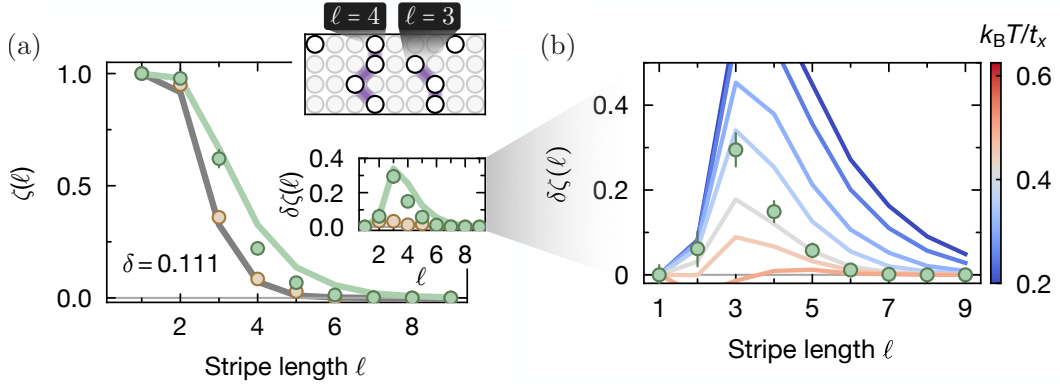 ℓ = 4
ℓ = 3
(a)
1.0
0.5
0.0
ζ(ℓ)
δ = 0.111
2
4
6
8
Stripe length ℓ
0.4
0.2
0.0
δζ(ℓ)
2
4
6
8
ℓ
(b)
0.4
0.2
0
δζ(ℓ)
1
3
5
7
9
Stripe length ℓ
k_B T/t_x
0.6
0.4
0.2